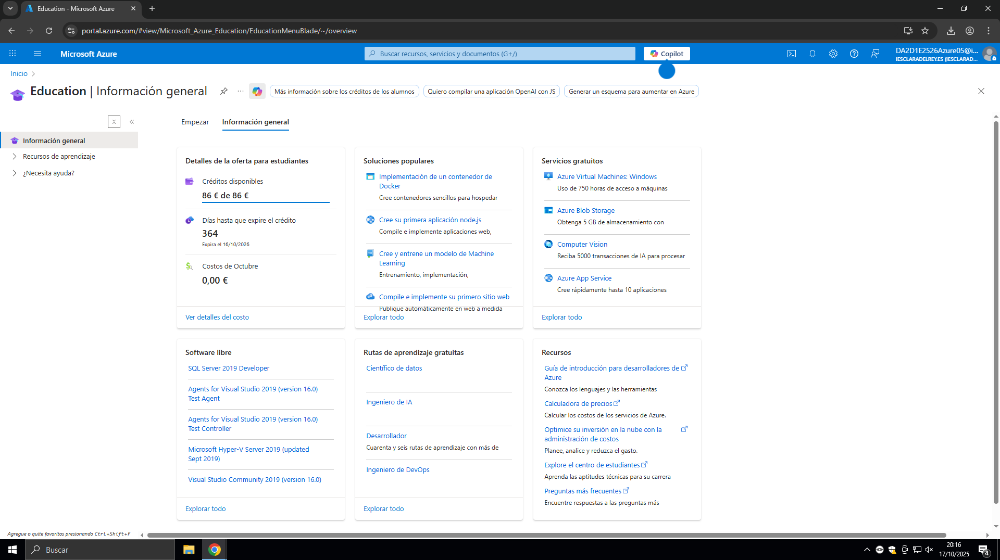 Education - Microsoft Azure
portal.azure.com/#view/Microsoft_Azure_Education/EducationMenuBlade/~/overview
Microsoft Azure
Buscar recursos, servicios y documentos (G+/)
Copilot
DA2D1E2526Azure05@i...
IESCLARADELREY.ES (IESCLARAD...
Inicio
Education | Información general
...
Más información sobre los créditos de los alumnos
Quiero compilar una aplicación OpenAI con JS
Generar un esquema para aumentar en Azure
Información general
Recursos de aprendizaje
¿Necesita ayuda?
Empezar
Información general
Detalles de la oferta para estudiantes
Créditos disponibles
86 € de 86 €
Días hasta que expire el crédito
364
Expira el 16/10/2026
Costos de Octubre
0,00 €
Ver detalles del costo
Soluciones populares
Implementación de un contenedor de
Docker
Cree contenedores sencillos para hospedar
Cree su primera aplicación node.js
Compile e implemente aplicaciones web,
Cree y entrene un modelo de Machine
Learning
Entrenamiento, implementación,
Compile e implemente su primero sitio web
Publique automáticamente en web a medida
Explorar todo
Servicios gratuitos
Azure Virtual Machines: Windows
Uso de 750 horas de acceso a máquinas
Azure Blob Storage
Obtenga 5 GB de almacenamiento con
Computer Vision
Reciba 5000 transacciones de IA para procesar
Azure App Service
Cree rápidamente hasta 10 aplicaciones
Explorar todo
Software libre
SQL Server 2019 Developer
Agents for Visual Studio 2019 (version 16.0)
Test Agent
Agents for Visual Studio 2019 (version 16.0)
Test Controller
Microsoft Hyper-V Server 2019 (updated
Sept 2019)
Visual Studio Community 2019 (version 16.0)
Explorar todo
Rutas de aprendizaje gratuitas
Científico de datos
Ingeniero de IA
Desarrollador
Cuarenta y seis rutas de aprendizaje con más de
Ingeniero de DevOps
Explorar todo
Recursos
Guía de introducción para desarrolladores de
Azure
Conozca los lenguajes y las herramientas
Calculadora de precios
Calcular los costos de los servicios de Azure.
Optimice su inversión en la nube con la
administración de costos
Planee, analice y reduzca el gasto.
Explore el centro de estudiantes
Aprenda las aptitudes técnicas para su carrera
Preguntas más frecuentes
Encuentre respuestas a las preguntas más
Agregue o quite favoritos presionando Ctrl+Shift+F
Buscar
20:16
17/10/2025
4